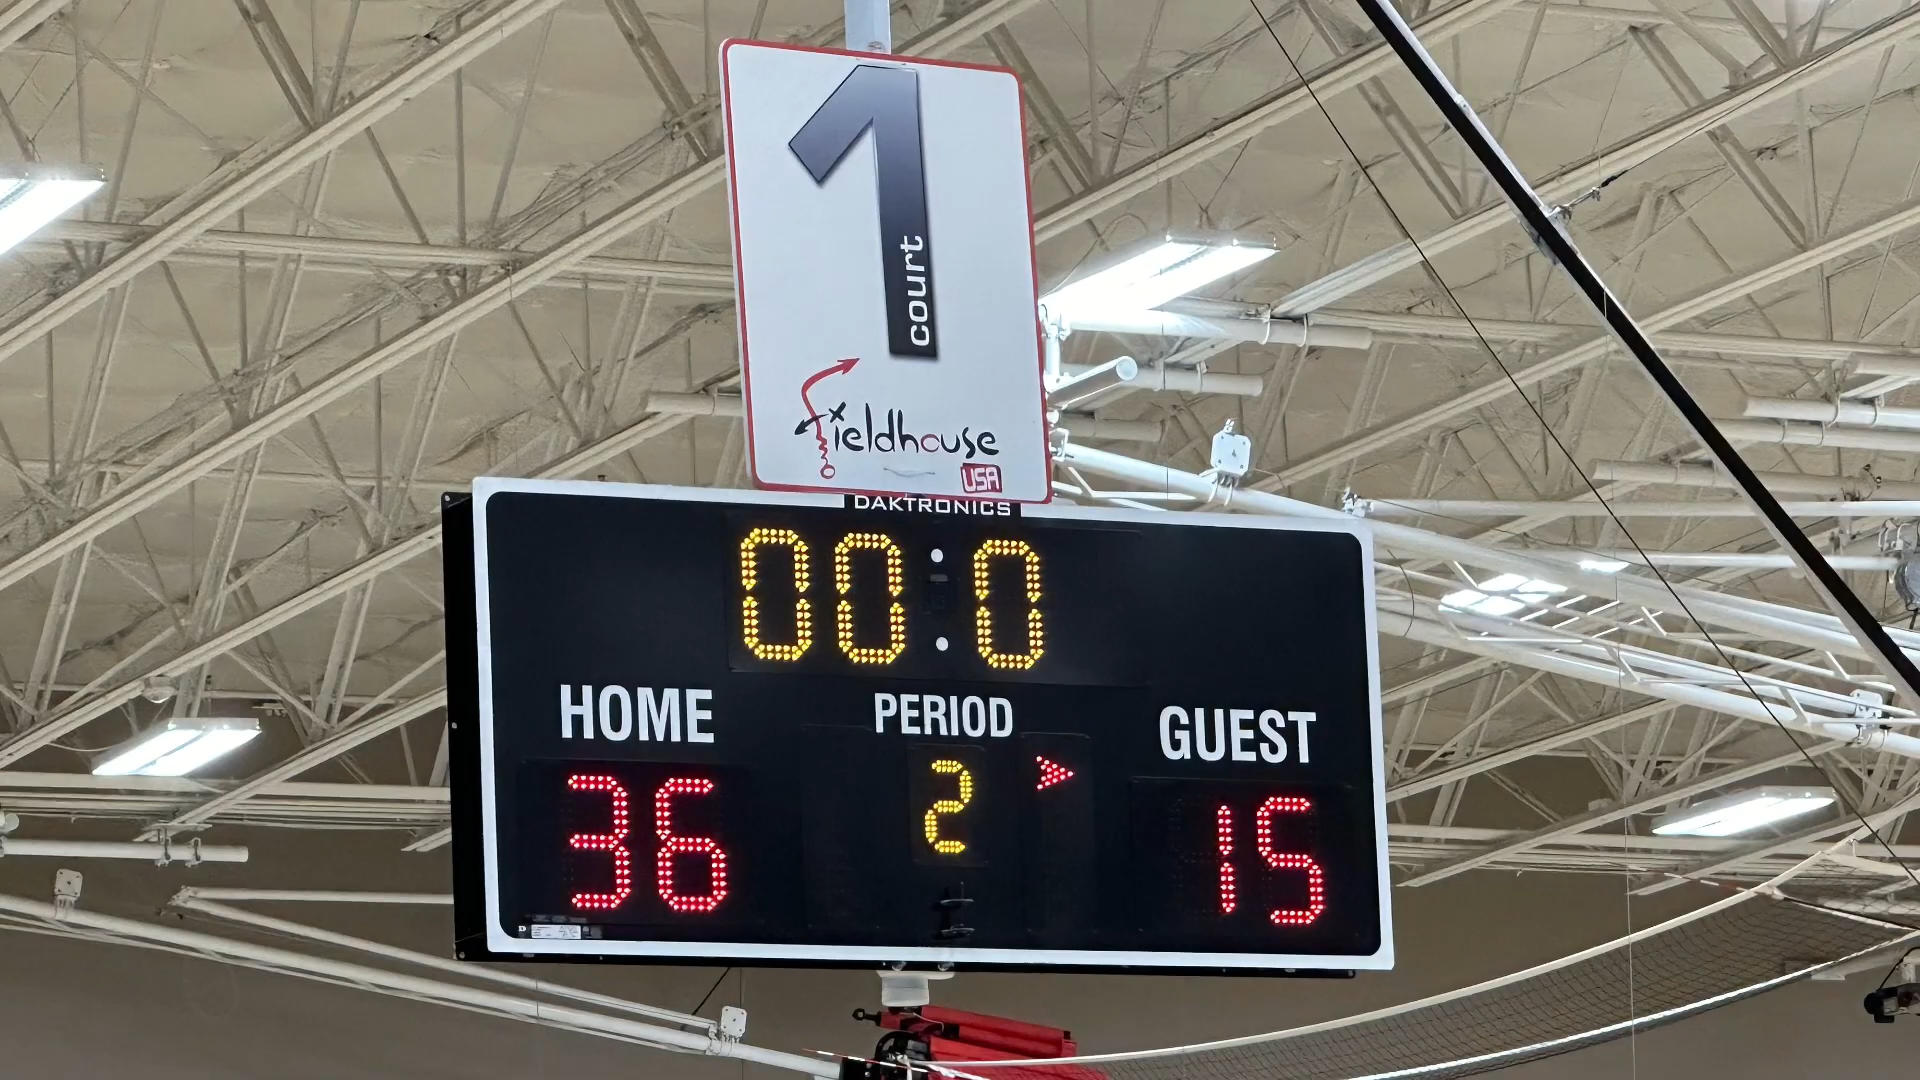 1
court
fieldhouse
USA
DAKTRONICS
00:0
HOME PERIOD GUEST
36 2 15